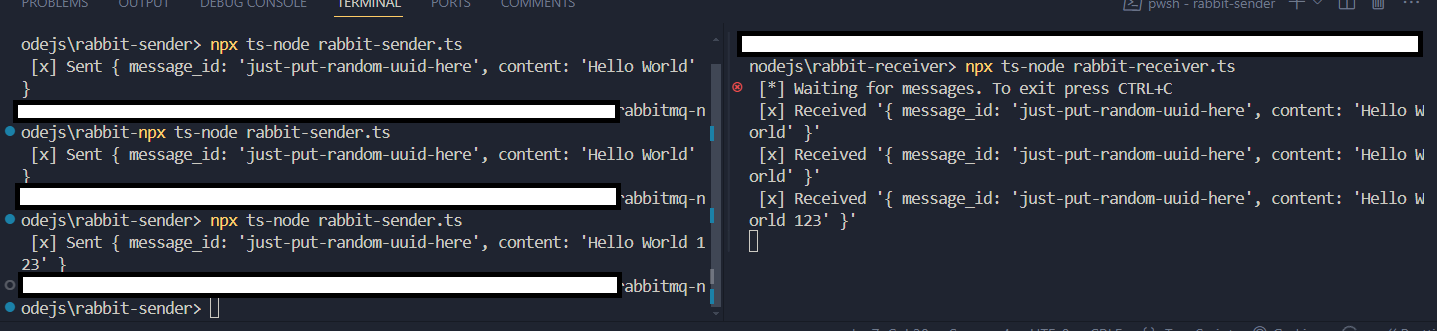 PROBLEMS OUTPUT DEBUG CONSOLE TERMINAL PORTS COMMENTS pwsh - rabbit-sender
odejs\rabbit-sender> npx ts-node rabbit-sender.ts
[x] Sent { message_id: 'just-put-random-uuid-here', content: 'Hello World'
}
rabbitmq-n
odejs\rabbit-npx ts-node rabbit-sender.ts
[x] Sent { message_id: 'just-put-random-uuid-here', content: 'Hello World'
}
rabbitmq-n
odejs\rabbit-sender> npx ts-node rabbit-sender.ts
[x] Sent { message_id: 'just-put-random-uuid-here', content: 'Hello World 1
23' }
rabbitmq-n
odejs\rabbit-sender>
nodejs\rabbit-receiver> npx ts-node rabbit-receiver.ts
[*] Waiting for messages. To exit press CTRL+C
[x] Received '{ message_id: 'just-put-random-uuid-here', content: 'Hello W
orld' }'
[x] Received '{ message_id: 'just-put-random-uuid-here', content: 'Hello W
orld' }'
[x] Received '{ message_id: 'just-put-random-uuid-here', content: 'Hello W
orld 123' }'